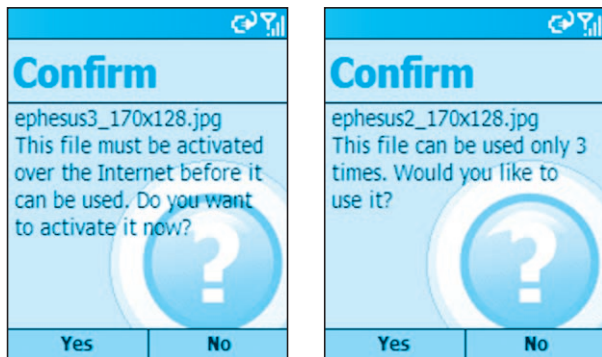 Confirm
ephesus3_170x128.jpg
This file must be activated
over the Internet before it
can be used. Do you want
to activate it now?
Yes No
Confirm
ephesus2_170x128.jpg
This file can be used only 3
times. Would you like to
use it?
Yes No